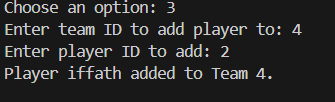 Choose an option: 3
Enter team ID to add player to: 4
Enter player ID to add: 2
Player iffath added to Team 4.